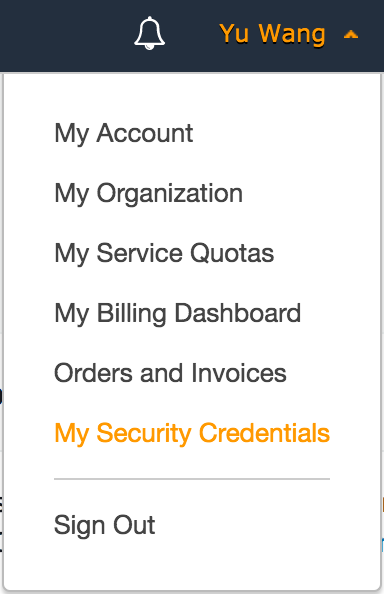 Yu Wang
My Account
My Organization
My Service Quotas
My Billing Dashboard
Orders and Invoices
My Security Credentials
Sign Out